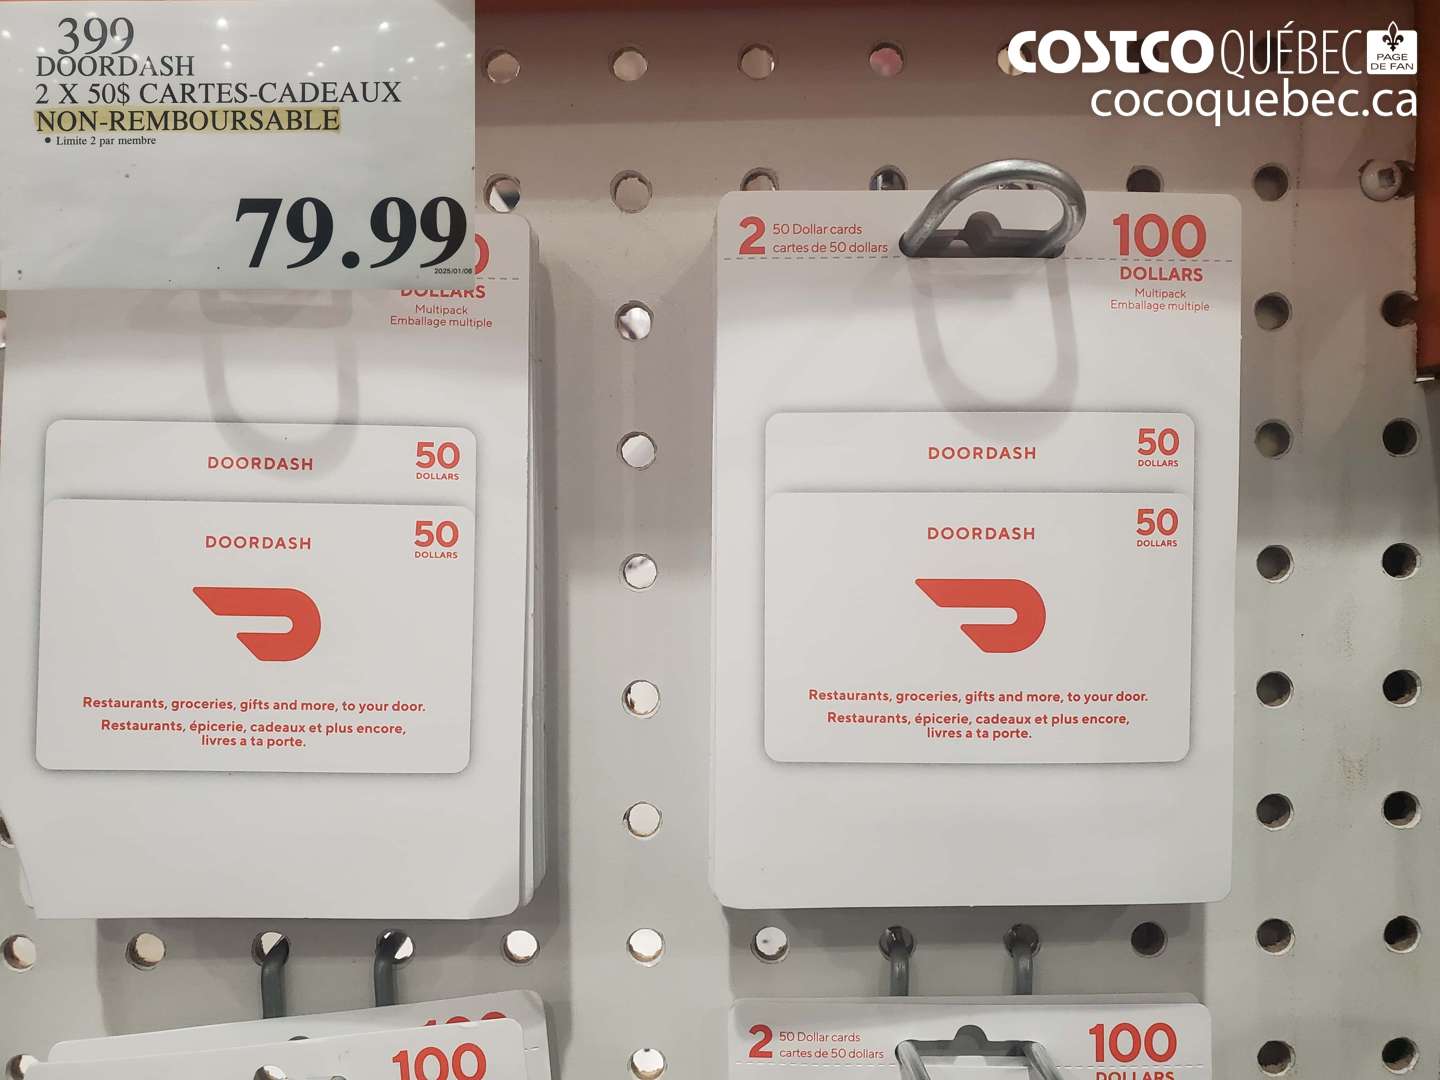 399
DOORDASH
2 X 50$ CARTES-CADEAUX
NON-REMBOURSABLE
• Limite 2 par membre
79.99
2025/01/06
COSTCO QUÉBEC
PAGE
DE FAN
cocoquebec.ca
DOLLARS
Multipack
Emballage multiple
DOORDASH
50
DOLLARS
DOORDASH
50
DOLLARS
Restaurants, groceries, gifts and more, to your door.
Restaurants, épicerie, cadeaux et plus encore,
livres a ta porte.
2 50 Dollar cards
cartes de 50 dollars
100
DOLLARS
Multipack
Emballage multiple
DOORDASH
50
DOLLARS
DOORDASH
50
DOLLARS
Restaurants, groceries, gifts and more, to your door.
Restaurants, épicerie, cadeaux et plus encore,
livres a ta porte.
100
100
2 50 Dollar cards
cartes de 50 dollars
100
DOLLARS